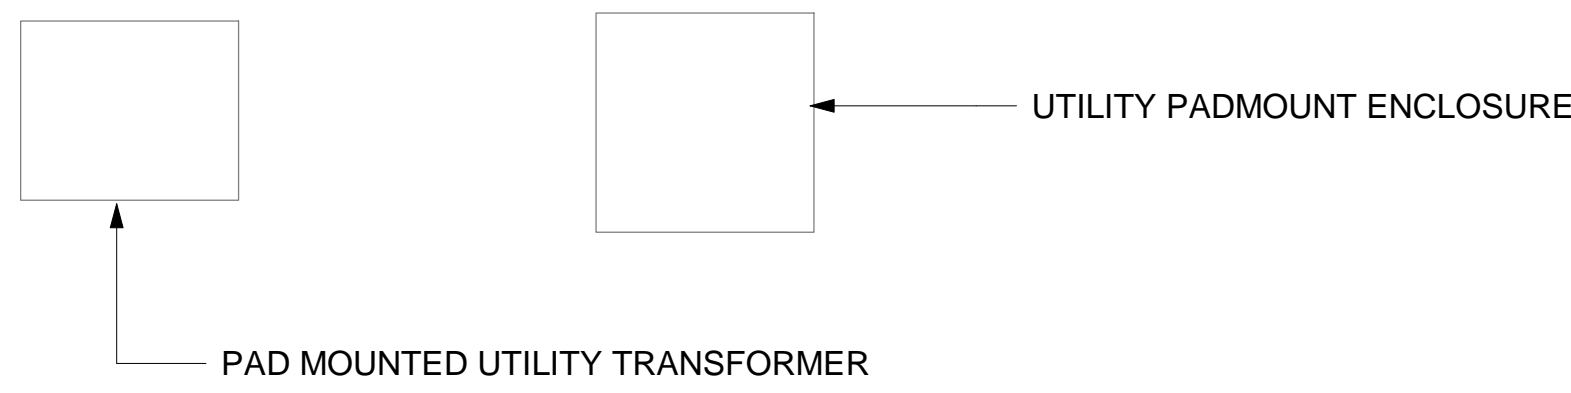 UTILITY PADMOUNT ENCLOSURE
PAD MOUNTED UTILITY TRANSFORMER